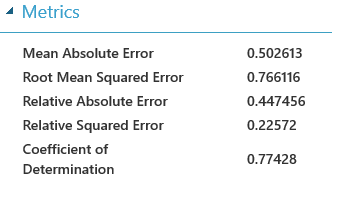 Metrics
Mean Absolute Error 0.502613
Root Mean Squared Error 0.766116
Relative Absolute Error 0.447456
Relative Squared Error 0.22572
Coefficient of
Determination 0.77428